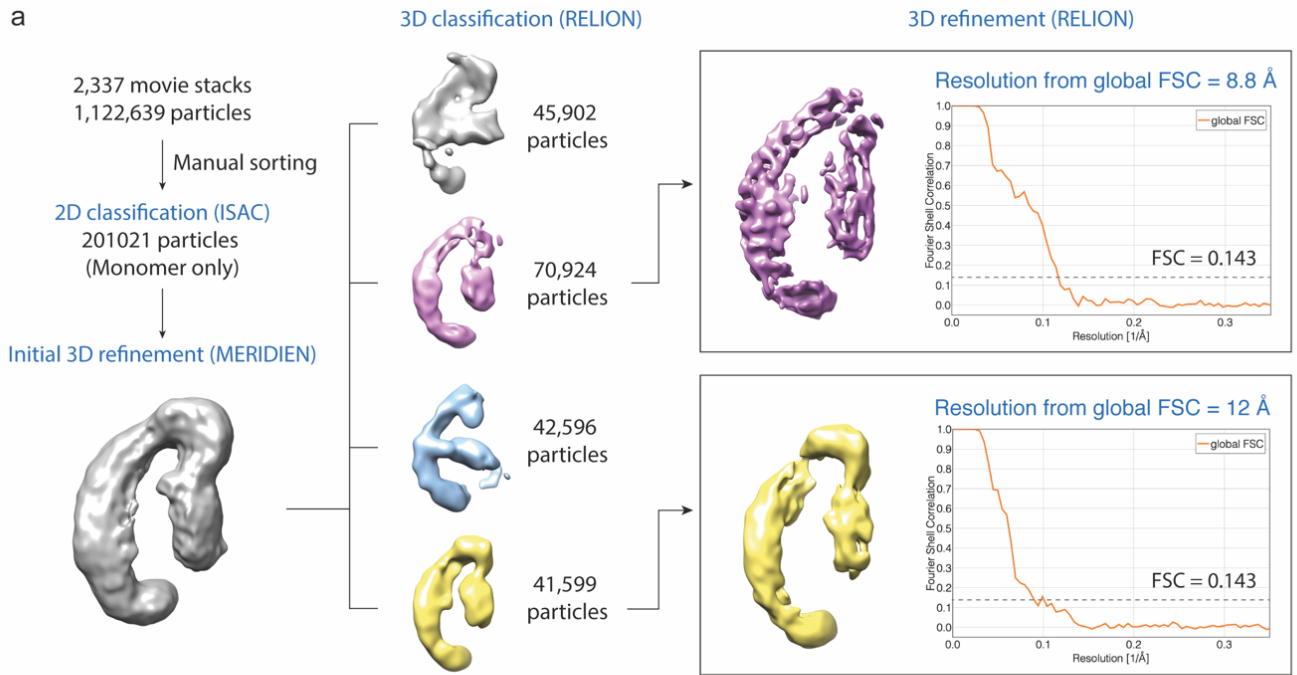 a
2,337 movie stacks
1,122,639 particles
Manual sorting
2D classification (ISAC)
201021 particles
(Monomer only)
Initial 3D refinement (MERIDIEN)
3D classification (RELION)
45,902
particles
70,924
particles
42,596
particles
41,599
particles
3D refinement (RELION)
Resolution from global FSC = 8.8 Å
Fourier Shell Correlation
1.0
0.9
0.8
0.7
0.6
0.5
0.4
0.3
0.2
0.1
0.0
global FSC
FSC = 0.143
0.0 0.1 0.2 0.3
Resolution [1/Å]
Resolution from global FSC = 12 Å
Fourier Shell Correlation
1.0
0.9
0.8
0.7
0.6
0.5
0.4
0.3
0.2
0.1
0.0
global FSC
FSC = 0.143
0.0 0.1 0.2 0.3
Resolution [1/Å]